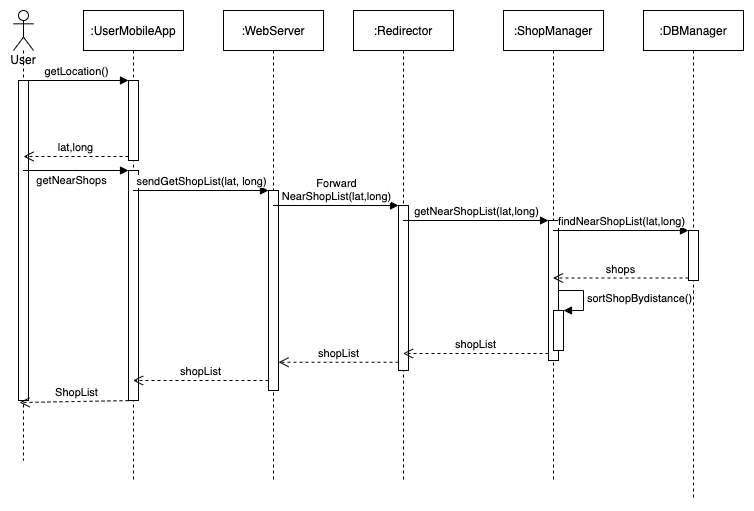 :UserMobileApp
:WebServer
:Redirector
:ShopManager
:DBManager
User
getLocation()
lat,long
getNearShops
sendGetShopList(lat, long)
Forward
NearShopList(lat,long)
getNearShopList(lat,long)
findNearShopList(lat,long)
shops
sortShopBydistance()
shopList
shopList
shopList
ShopList